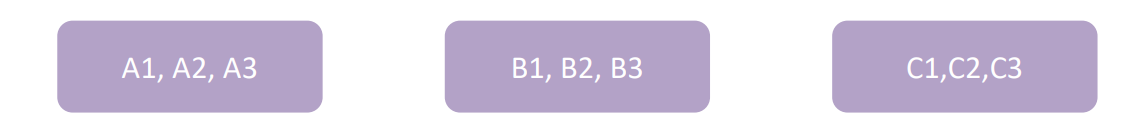 A1, A2, A3
B1, B2, B3
C1,C2,C3